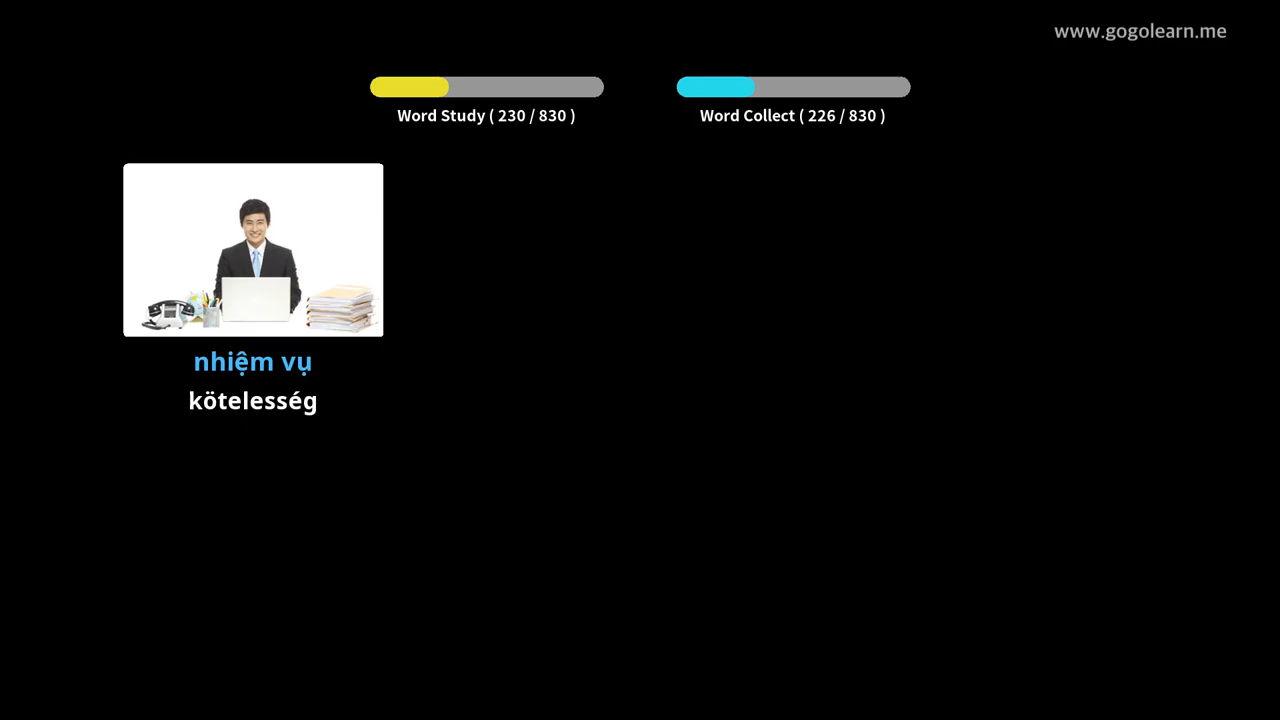 www.gogolearn.me
Word Study ( 230 / 830 )
Word Collect ( 226 / 830 )
nhiệm vụ
kötelesség